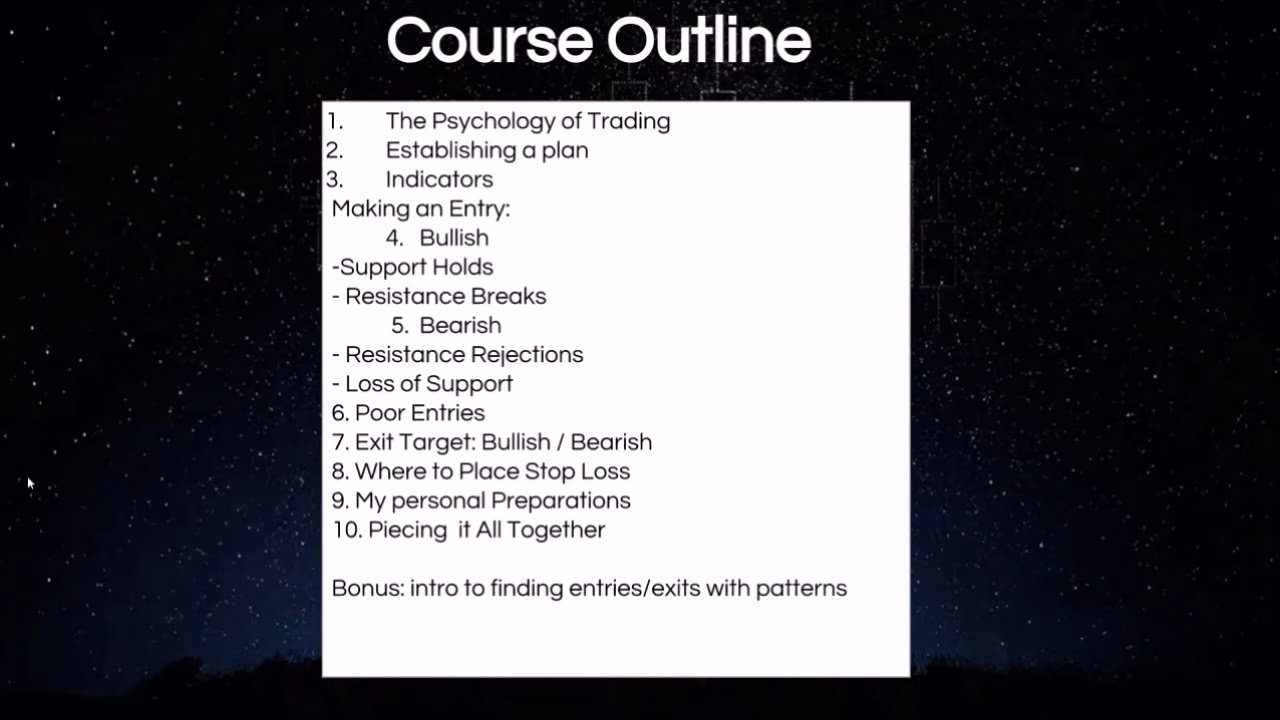 Course Outline
1. The Psychology of Trading
2. Establishing a plan
3. Indicators
Making an Entry:
4. Bullish
-Support Holds
- Resistance Breaks
5. Bearish
- Resistance Rejections
- Loss of Support
6. Poor Entries
7. Exit Target: Bullish / Bearish
8. Where to Place Stop Loss
9. My personal Preparations
10. Piecing  it All Together
Bonus: intro to finding entries/exits with patterns